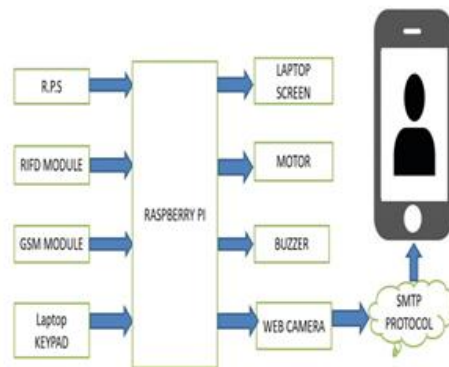 R.P.S
RIFD MODULE
GSM MODULE
Laptop
KEYPAD
RASPBERRY PI
LAPTOP
SCREEN
MOTOR
BUZZER
WEB CAMERA
SMTP
PROTOCOL